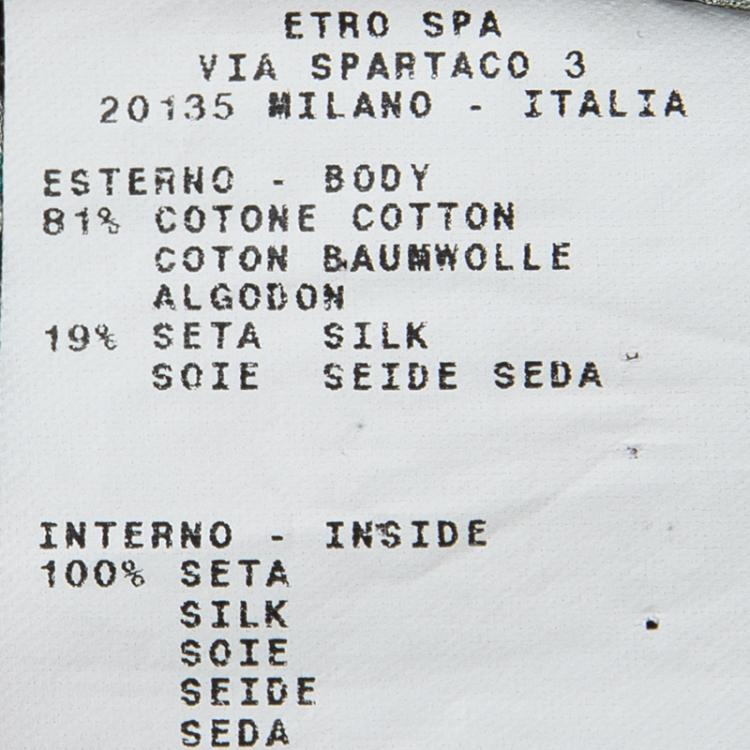 ETRO SPA
VIA SPARTACO 3
20135 MILANO - ITALIA
ESTERNO - BODY
81% COTONE COTTON
COTON BAUMWOLLE
ALGODON
19% SETA SILK
SOIE SEIDE SEDA
INTERNO - INSIDE
100% SETA
SILK
SOIE
SEIDE
SEDA